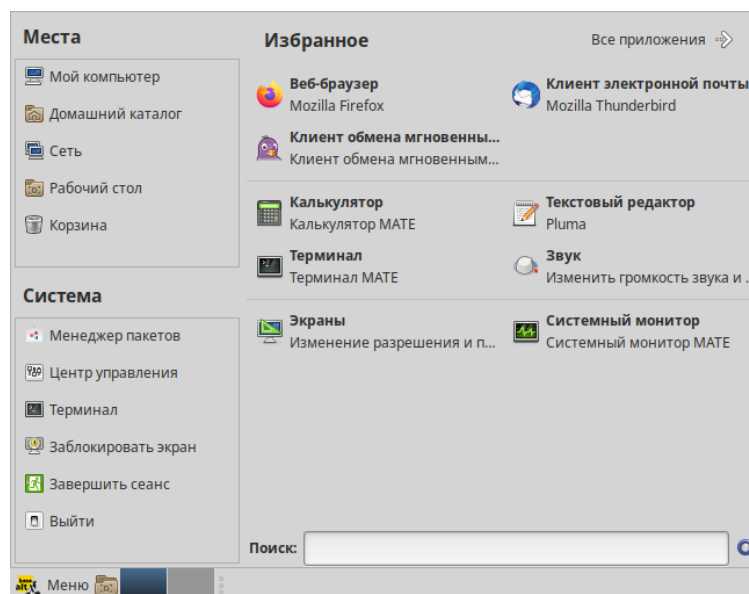 Места
Мой компьютер
Домашний каталог
Сеть
Рабочий стол
Корзина
Система
Менеджер пакетов
Центр управления
Терминал
Заблокировать экран
Завершить сеанс
Выйти
Избранное
Все приложения
Веб-браузер
Mozilla Firefox
Клиент электронной почты
Mozilla Thunderbird
Клиент обмена мгновенны...
Клиент обмена мгновенным...
Калькулятор
Калькулятор MATE
Текстовый редактор
Pluma
Терминал
Терминал MATE
Звук
Изменить громкость звука и ..
Экраны
Изменение разрешения и п...
Системный монитор
Системный монитор MATE
Поиск:
Меню